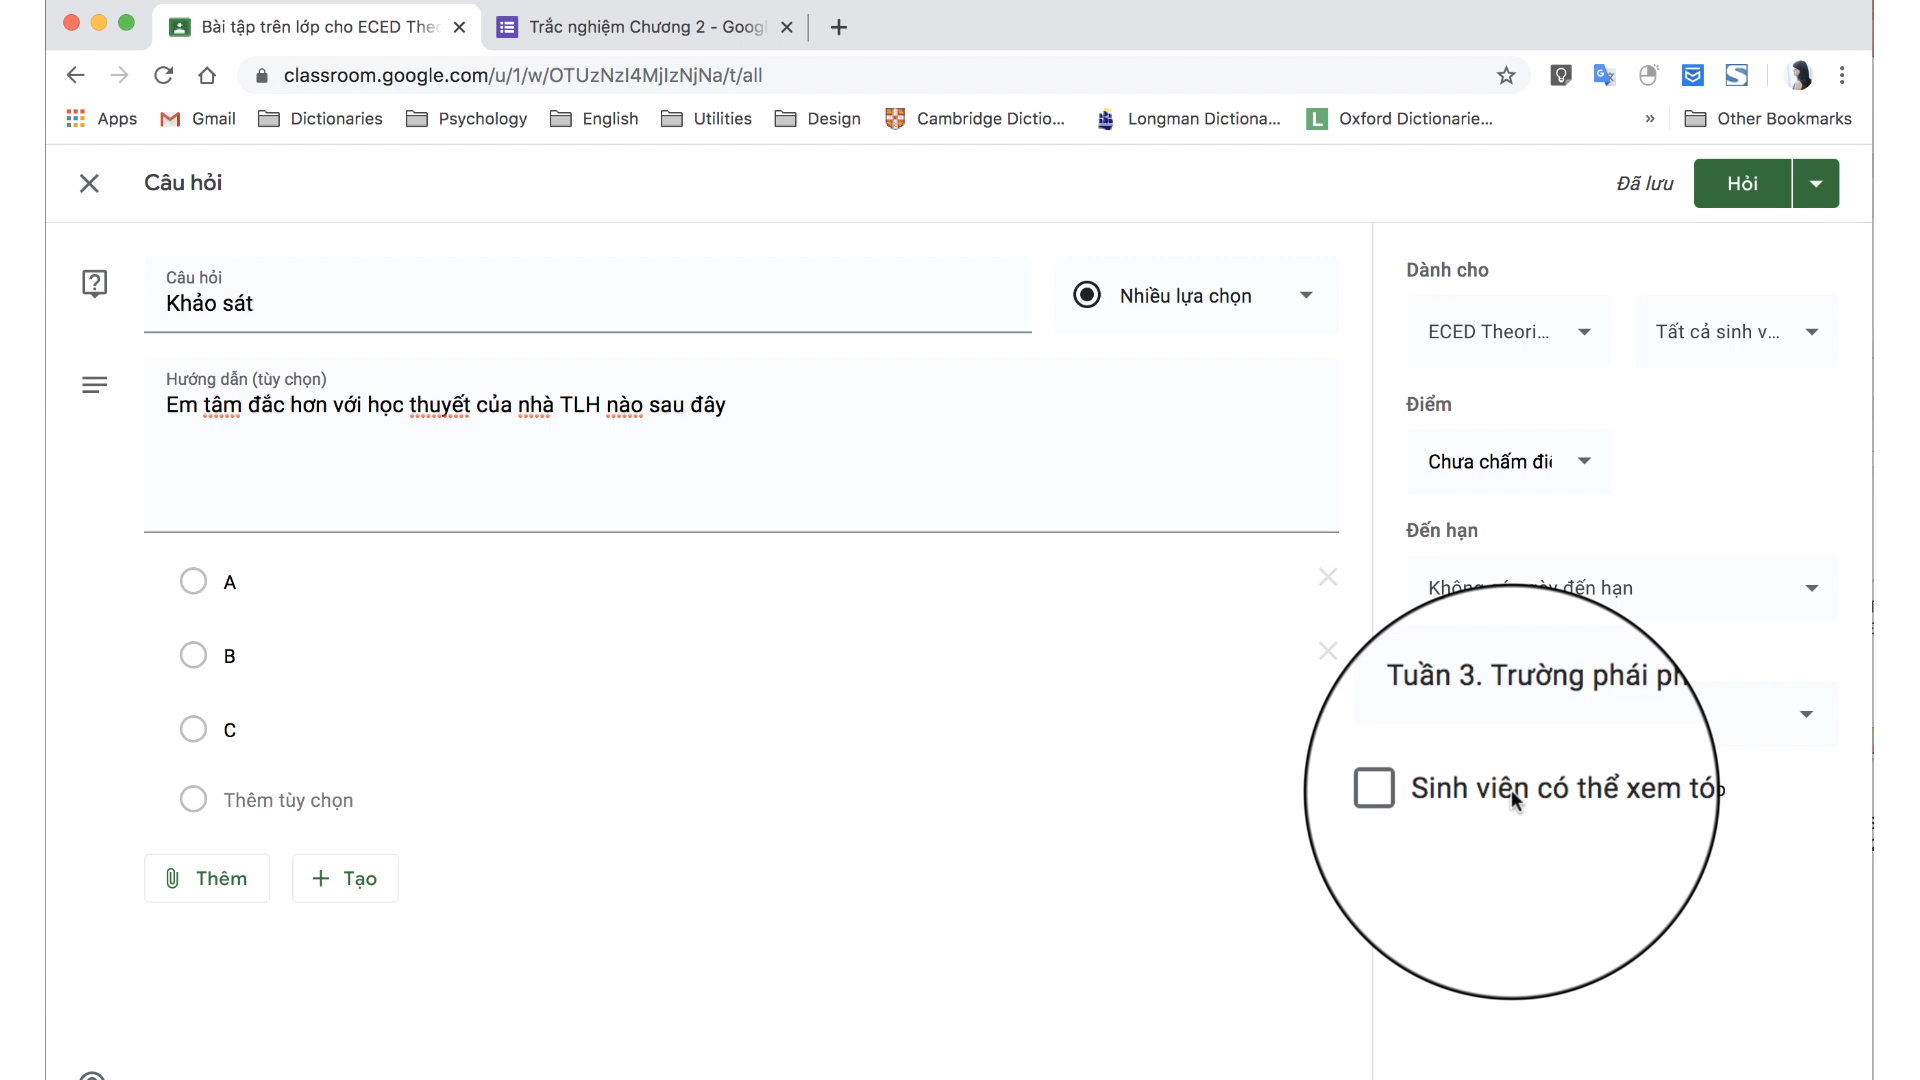 Bài tập trên lớp cho ECED Theo
Trắc nghiệm Chương 2 - Googl
classroom.google.com/u/1/w/OTUzNzI4MjIzNjNa/t/all
Apps
Gmail
Dictionaries
Psychology
English
Utilities
Design
Cambridge Dictio...
Longman Dictiona...
Oxford Dictionarie...
»
Other Bookmarks
Câu hỏi
Đã lưu
Hỏi
Câu hỏi
Khảo sát
Nhiều lựa chọn
Hướng dẫn (tùy chọn)
Em tâm đắc hơn với học thuyết của nhà TLH nào sau đây
A
B
C
Thêm tùy chọn
Thêm
Tạo
Dành cho
ECED Theori...
Tất cả sinh v...
Điểm
Chưa chấm đi
Đến hạn
Không đến hạn
Tuần 3. Trường phái
Sinh viên có thể xem